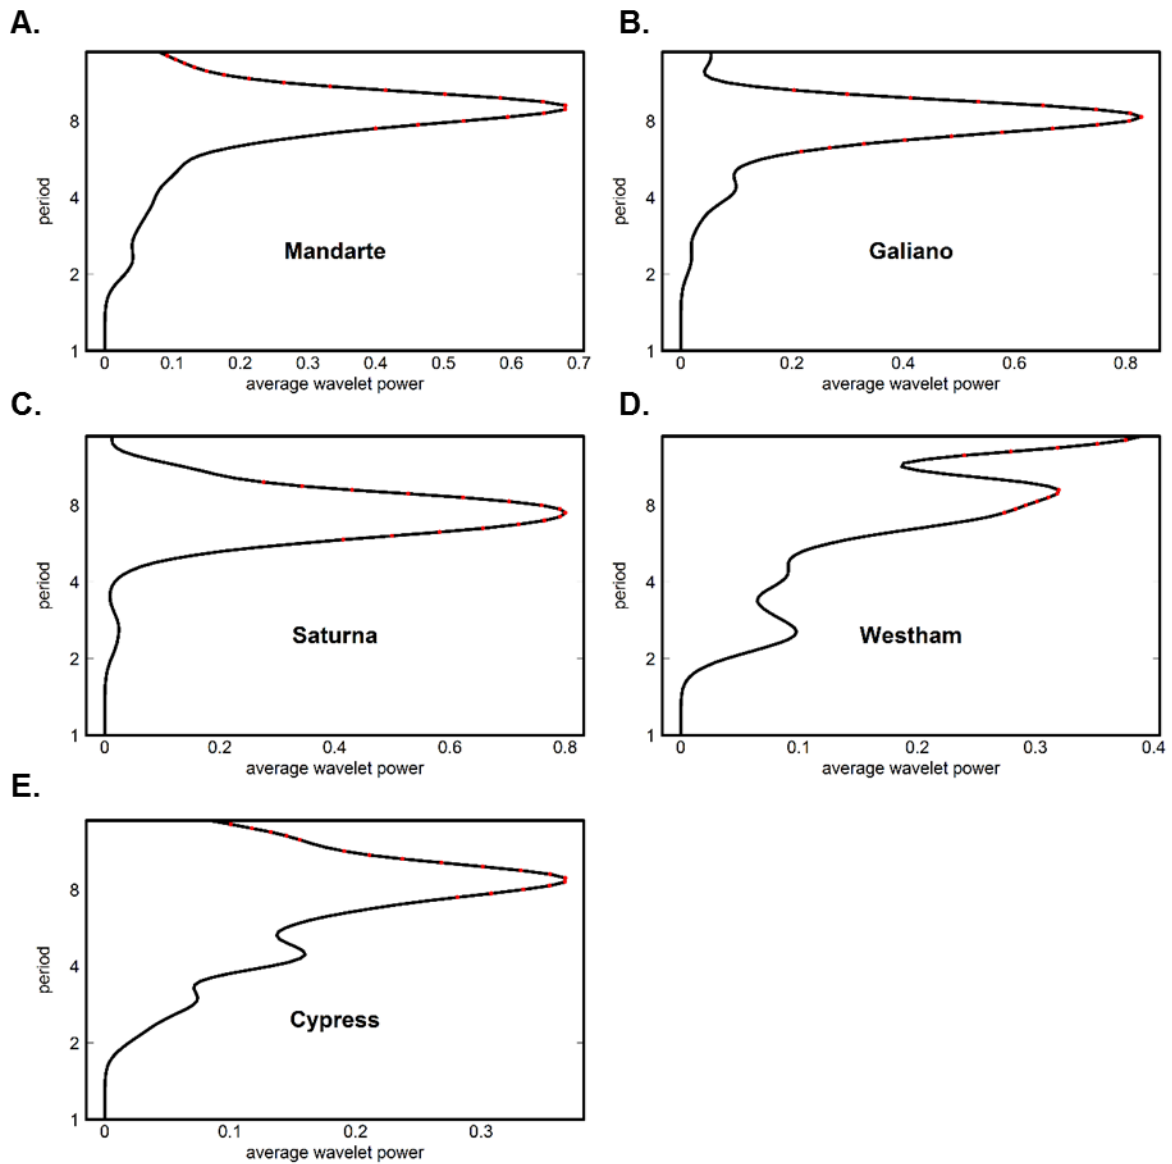 A.
8
4
2
1
period
Mandarte
0 0.1 0.2 0.3 0.4 0.5 0.6 0.7
average wavelet power
B.
8
4
2
1
period
Galiano
0 0.2 0.4 0.6 0.8
average wavelet power
C.
8
4
2
1
period
Saturna
0 0.2 0.4 0.6 0.8
average wavelet power
D.
8
4
2
1
period
Westham
0 0.1 0.2 0.3 0.4
average wavelet power
E.
8
4
2
1
period
Cypress
0 0.1 0.2 0.3
average wavelet power